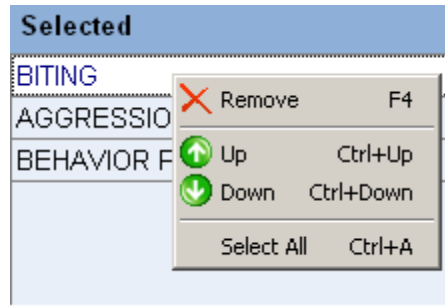 Selected
BITING
Remove F4
AGGRESSIO
Up Ctrl+Up
BEHAVIOR F
Down Ctrl+Down
Select All Ctrl+A